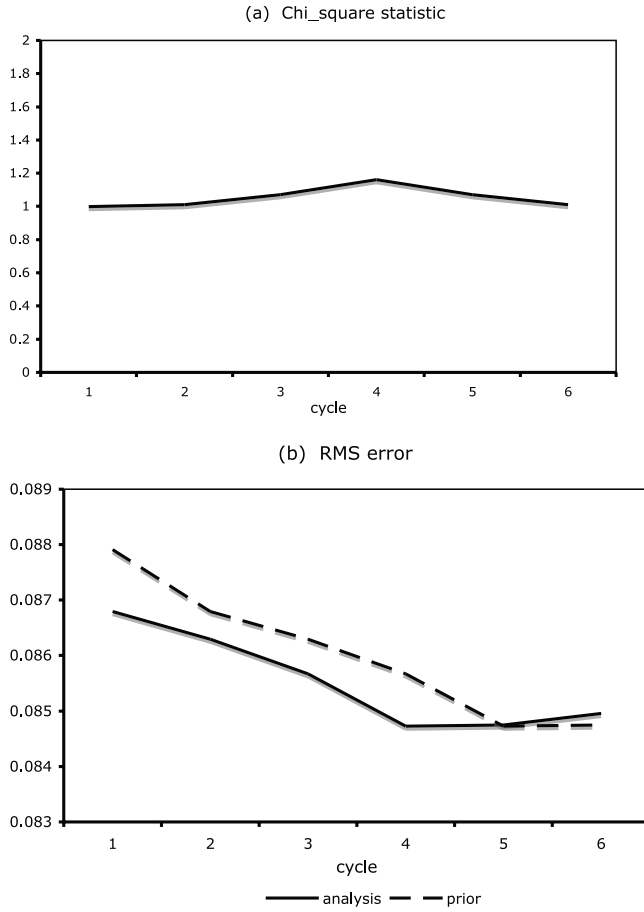 (a) Chi_square statistic
2
1.8
1.6
1.4
1.2
1
0.8
0.6
0.4
0.2
0
1 2 3 4 5 6
cycle
(b) RMS error
0.089
0.088
0.087
0.086
0.085
0.084
0.083
1 2 3 4 5 6
cycle
analysis prior